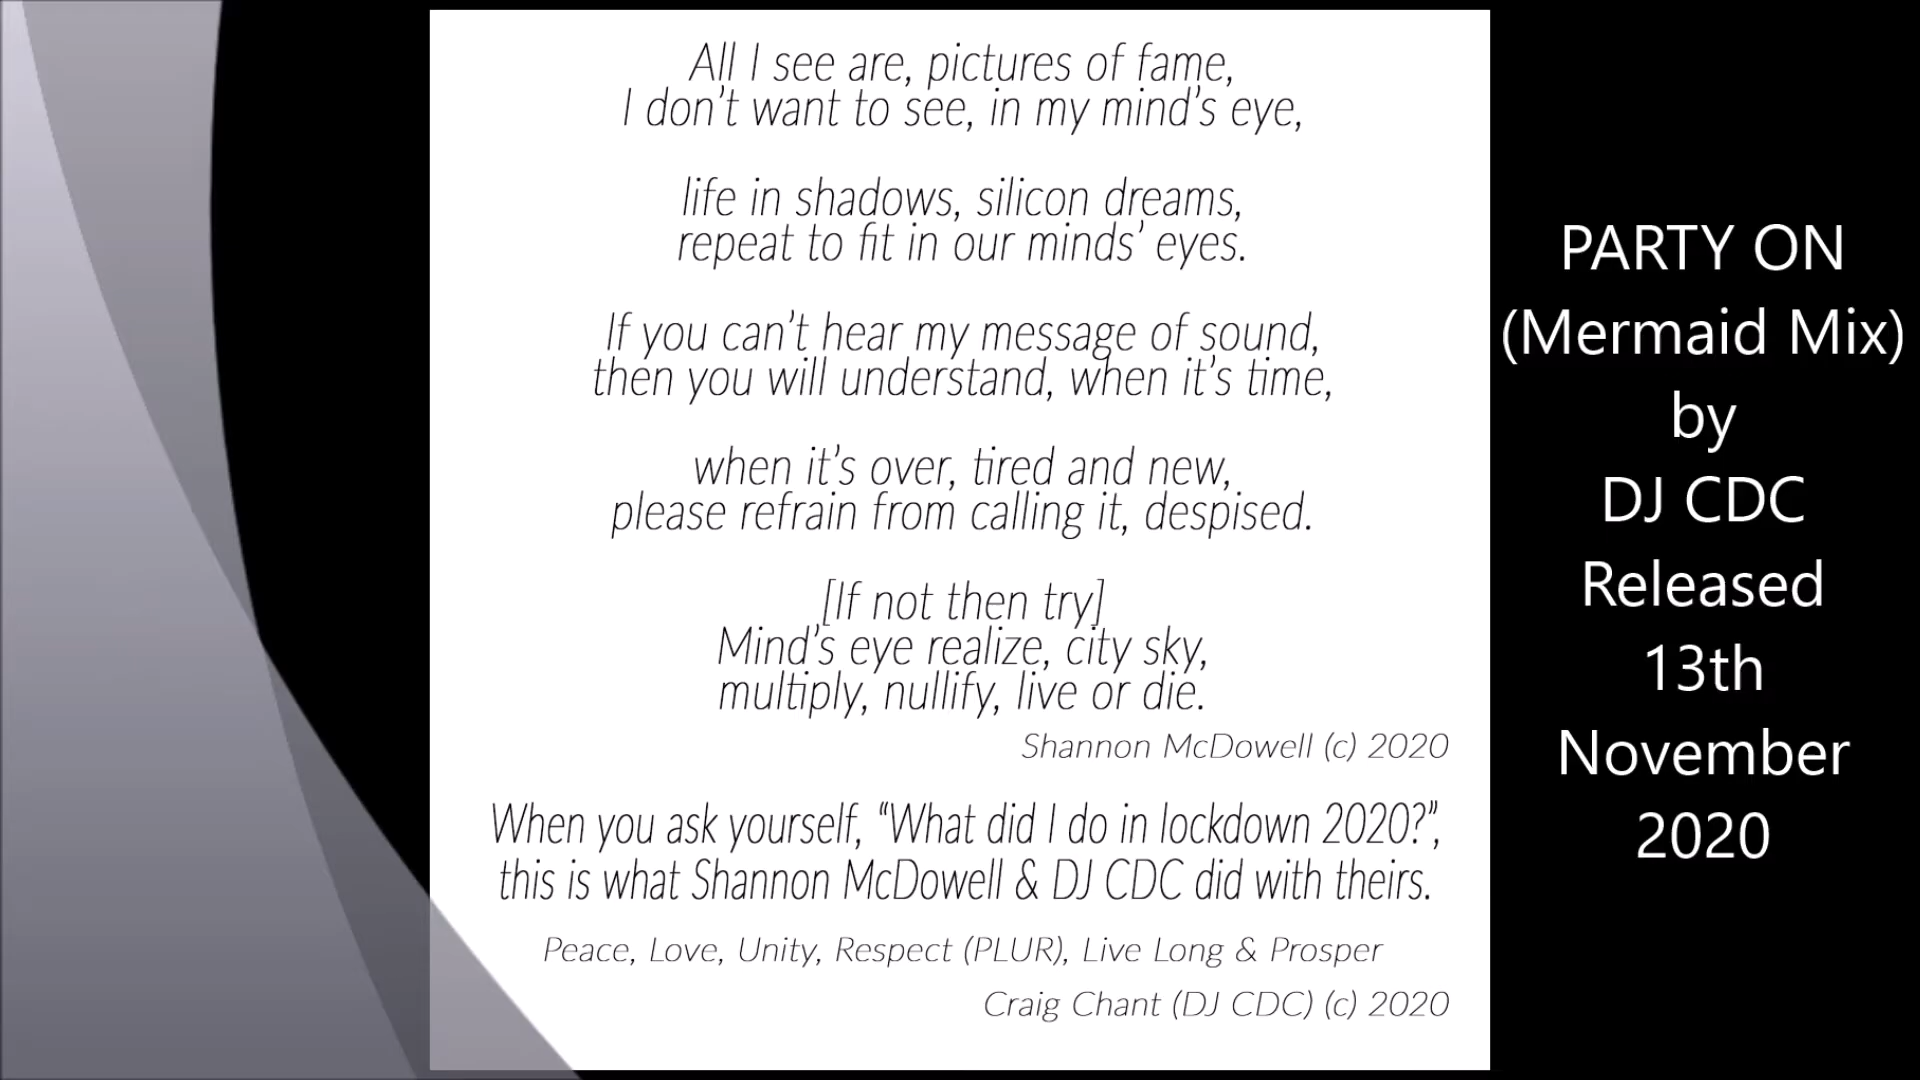 All I see are, pictures of fame,
I don’t want to see, in my mind’s eye,
life in shadows, silicon dreams,
repeat to fit in our minds’ eyes.
If you can’t hear my message of sound,
then you will understand, when it’s time,
when it’s over, tired and new,
please refrain from calling it, despised.
[If not then try]
Mind’s eye realize, city sky,
multiply, nullify, live or die.
Shannon McDowell (c) 2020
When you ask yourself, “What did I do in lockdown 2020?”,
this is what Shannon McDowell & DJ CDC did with theirs.
Peace, Love, Unity, Respect (PLUR), Live Long & Prosper
Craig Chant (DJ CDC) (c) 2020
PARTY ON
(Mermaid Mix)
by
DJ CDC
Released
13th
November
2020